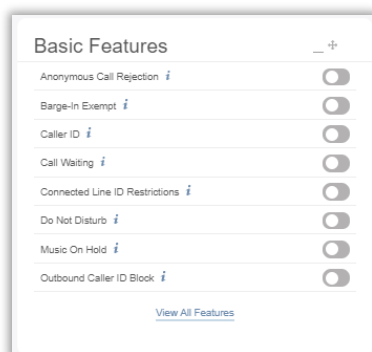 Basic Features
Anonymous Call Rejection i
Barge-In Exempt i
Caller ID i
Call Waiting i
Connected Line ID Restrictions i
Do Not Disturb i
Music On Hold i
Outbound Caller ID Block i
View All Features